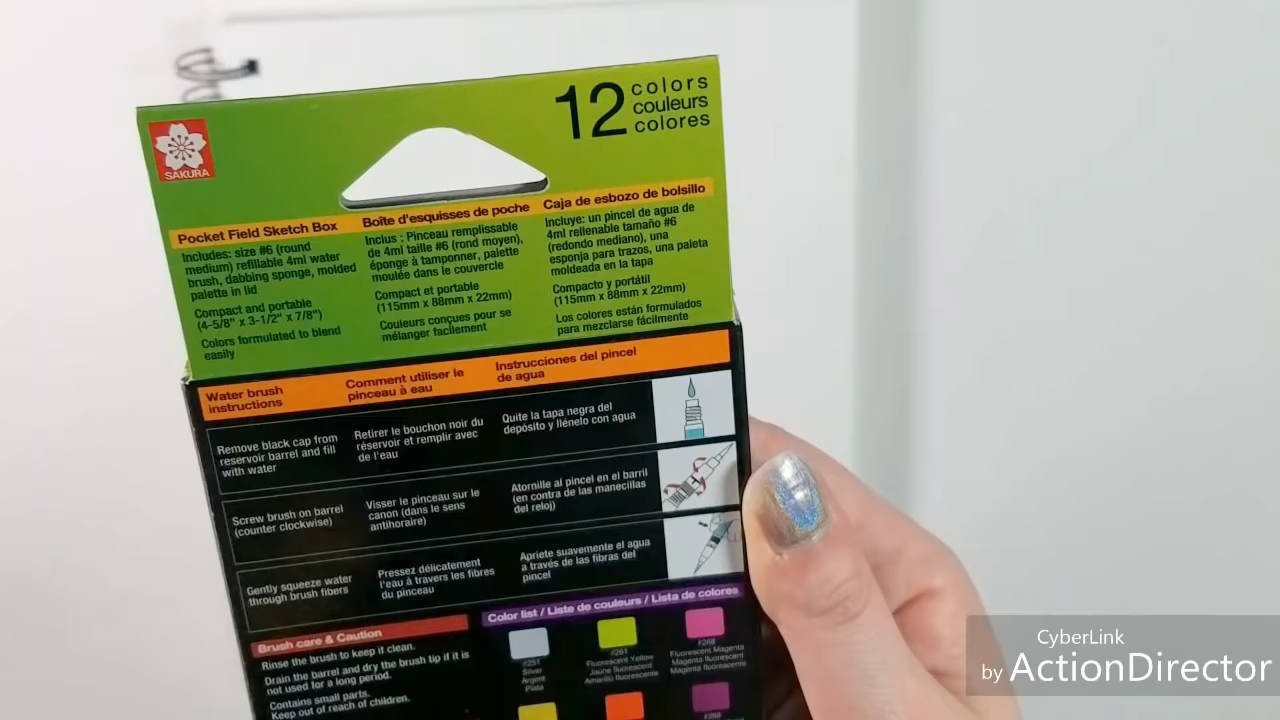 12 colors
couleurs
colores
SAKURA
Pocket Field Sketch Box
Includes: size #6 (round
medium) refillable 4ml water
brush, dabbing sponge, molded
palette in lid
Compact and portable
(4-5/8" x 3-1/2" x 7/8")
Colors formulated to blend
easily
Boîte d'esquisses de poche
Inclus : Pinceau remplissable
de 4ml taille #6 (rond moyen),
éponge à tamponner, palette
moulée dans le couvercle
Compact et portable
(115mm x 88mm x 22mm)
Couleurs conçues pour se
mélanger facilement
Caja de esbozo de bolsillo
Incluye: un pincel de agua de
4ml rellenable tamaño #6
(redondo mediano), una
esponja para trazos, una paleta
moldeada en la tapa
Compacto y portátil
(115mm x 88mm x 22mm)
Los colores están formulados
para mezclarse fácilmente
Water brush
instructions
Comment utiliser le
pinceau à eau
Instrucciones del pincel
de agua
Remove black cap from
reservoir barrel and fill
with water
Retirer le bouchon noir du
réservoir et remplir avec
de l'eau
Quite la tapa negra del
depósito y llénelo con agua
Screw brush on barrel
(counter clockwise)
Visser le pinceau sur le
canon (dans le sens
antihoraire)
Atornille al pincel en el barril
(en contra de las manecillas
del reloj)
Gently squeeze water
through brush fibers
Pressez délicatement
l'eau à travers les fibres
du pinceau
Apriete suavemente el agua
a través de las fibras del
pincel
Brush care & Caution
Rinse the brush to keep it clean.
Drain the barrel and dry the brush tip if it is
not used for a long period.
Contains small parts.
Keep out of reach of children.
Color list / Liste de couleurs / Lista de colores
#251
Silver
Argent
Plata
#261
Fluorescent Yellow
Jaune fluorescent
Amarillo fluorescent
#268
Fluorescent Magenta
Magenta fluorescent
Magenta fluorescente
#269
CyberLink
by ActionDirector